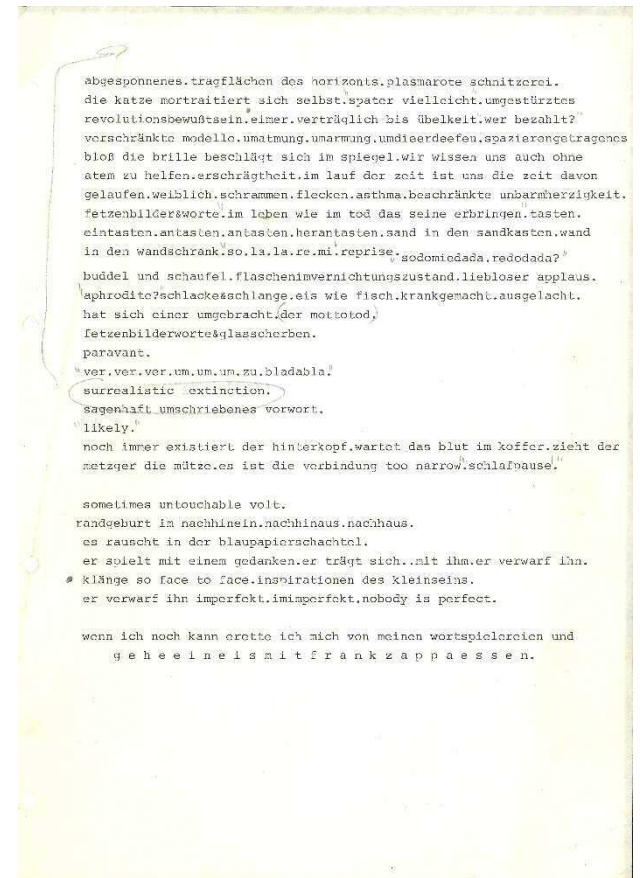 abgesponnenes.tragflächen des horizonts.plasmarote schnitzerei.
die katze mortraitiert sich selbst."später vielleicht".umgestürztes
revolutionsbewußtsein.eimer.verträglich bis übelkeit.wer bezahlt?"
verschränkte modelle.umatmung.umarmung.umdieerdeefeu.spazierengetragenes
bloß die brille beschlägt sich im spiegel.wir wissen uns auch ohne
atem zu helfen.erschrägtheit.im lauf der zeit ist uns die zeit davon
gelaufen.weiblich.schrammen.flecken.asthma.beschränkte unbarmherzigkeit.
fetzenbilder&worte."im leben wie im tod das seine erbringen".tasten.
eintasten.antasten.antasten.herantasten.sand in den sandkasten.wand
in den wandschrank."so.la.la.re.mi".reprise."sodomiedada.redodada?"
buddel und schaufel.flaschenimvernichtungszustand.liebloser applaus.
"aphrodite?"schlacke&schlange.eis wie fisch.krankgemacht.ausgelacht.
hat sich einer umgebracht.(der mottotod.)
fetzenbilderworte&glasscherben.
paravant.
"ver.ver.ver.um.um.um.zu.bladabla."
surrealistic extinction.
sagenhaft umschriebenes vorwort.
"likely."
noch immer existiert der hinterkopf.wartet das blut im koffer.zieht der
metzger die mütze.es ist die verbindung too narrow".schlafpause."
sometimes untouchable volt.
randgeburt im nachhinein.nachhinaus.nachhaus.
es rauscht in der blaupapierschachtel.
er spielt mit einem gedanken.er trägt sich..mit ihm.er verwarf ihn.
klänge so face to face.inspirationen des kleinseins.
er verwarf ihn imperfekt.imimperfekt.nobody is perfect.
wenn ich noch kann erette ich mich von meinen wortspielereien und
g e h e e i n e i s m i t f r a n k z a p p a e s s e n.